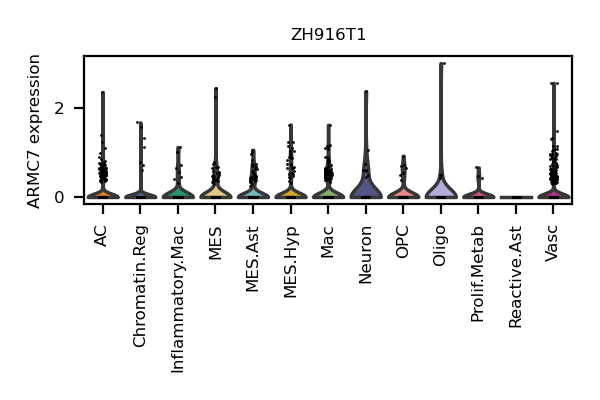 ZH916T1
ARMC7 expression
2
0
AC
Chromatin.Reg
Inflammatory.Mac
MES
MES.Ast
MES.Hyp
Mac
Neuron
OPC
Oligo
Prolif.Metab
Reactive.Ast
Vasc